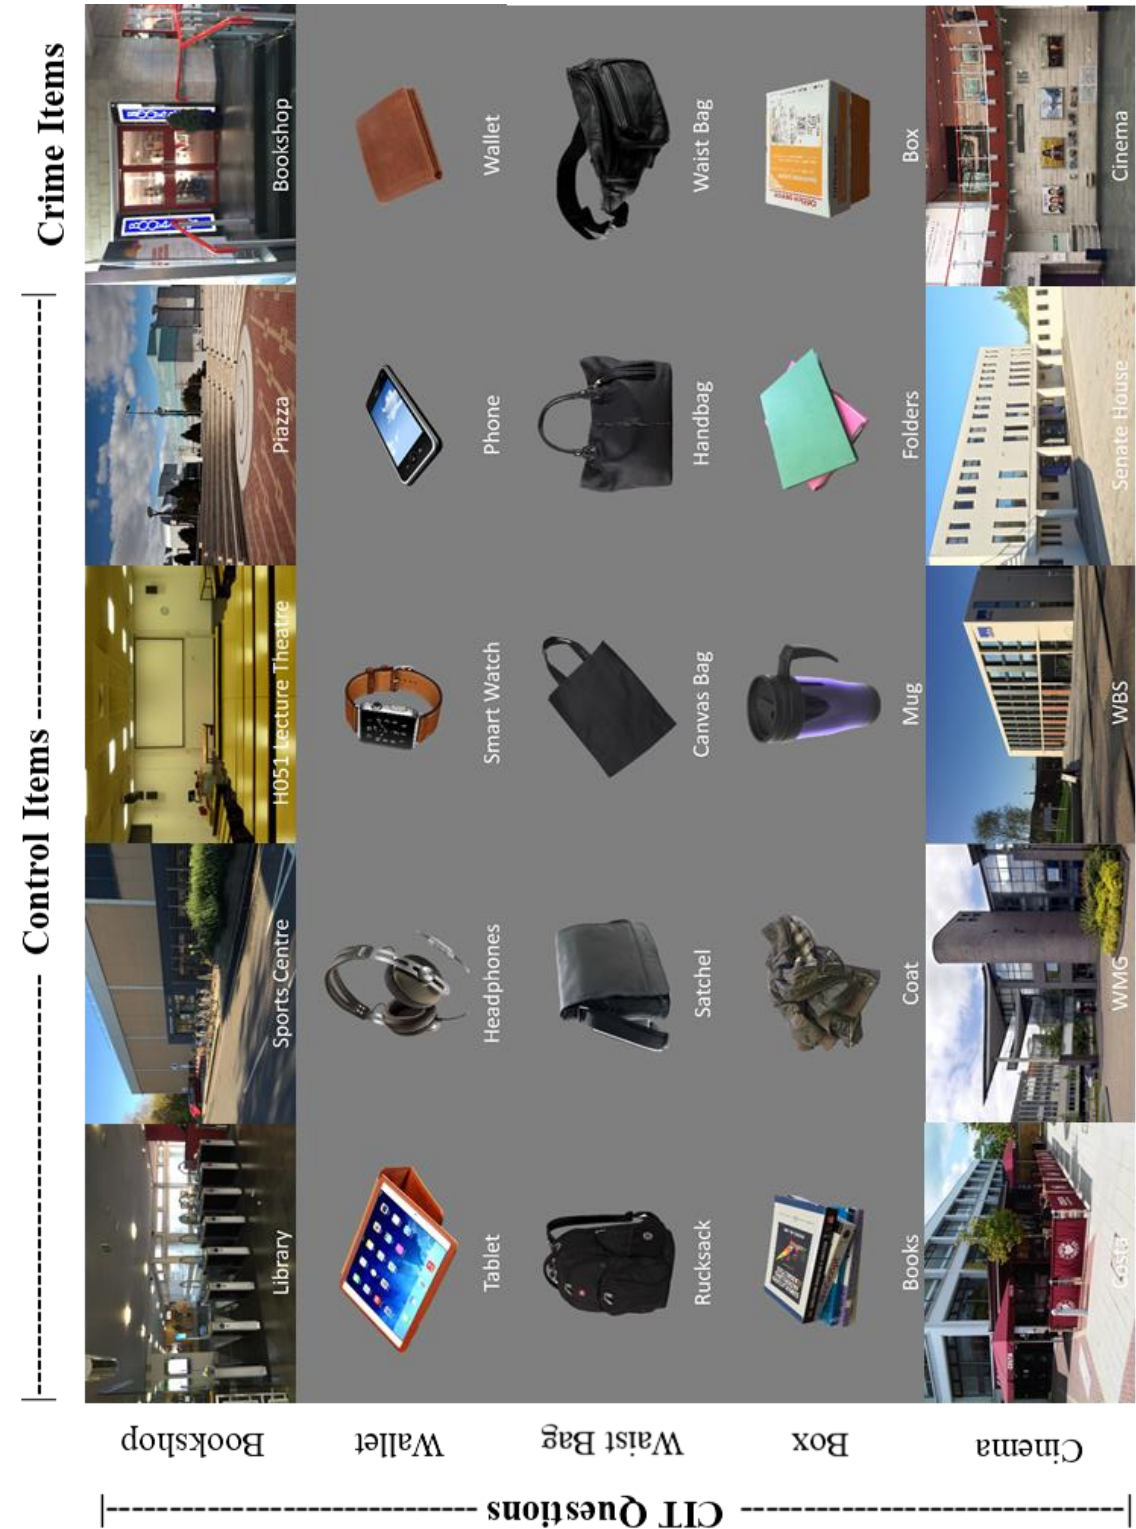 Control Items
Crime Items
CIT Questions
Bookshop
Library
Sports Centre
H051 Lecture Theatre
Piazza
Bookshop
Wallet
Tablet
Headphones
Smart Watch
Phone
Wallet
Waist Bag
Rucksack
Satchel
Canvas Bag
Handbag
Waist Bag
Box
Books
Coat
Mug
Folders
Box
Cinema
Costa
WMG
WBS
Senate House
Cinema